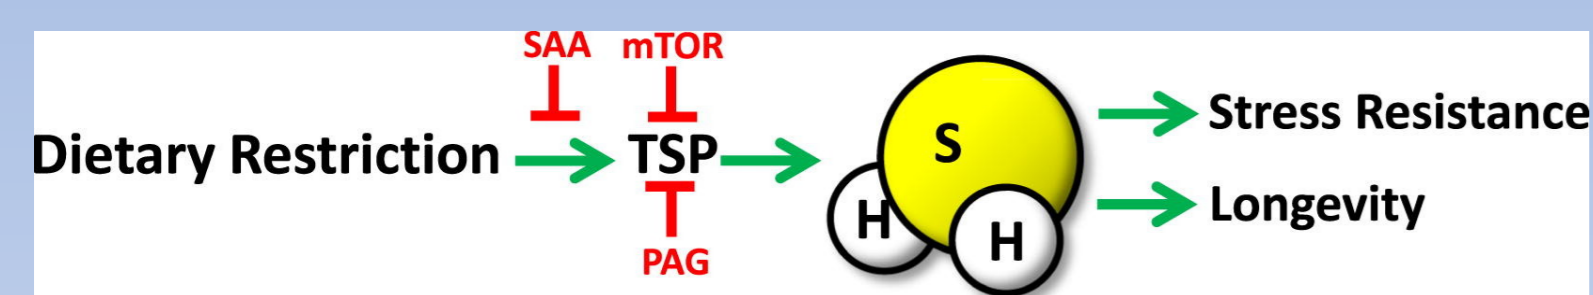 SAA mTOR
Dietary Restriction TSP
PAG
S
H H
Stress Resistance
Longevity